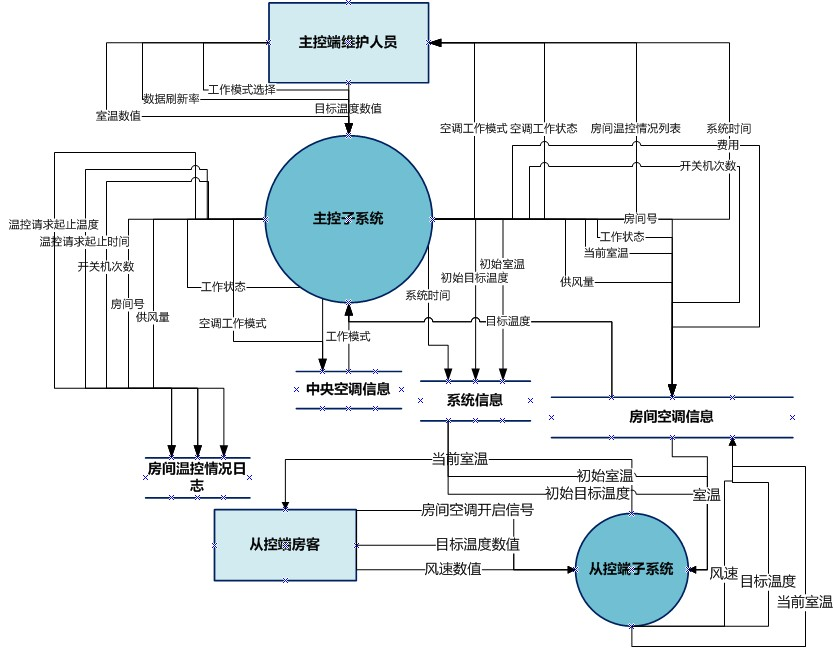 主控端维护人员
工作模式选择
数据刷新率
室温数值
目标温度数值
空调工作模式
空调工作状态
房间温控情况列表
系统时间
费用
开关机次数
主控子系统
房间号
温控请求起止温度
温控请求起止时间
开关机次数
房间号
供风量
工作状态
空调工作模式
工作模式
系统时间
初始目标温度
初始室温
工作状态
当前室温
供风量
目标温度
中央空调信息
系统信息
房间空调信息
房间温控情况日
志
当前室温
初始室温
初始目标温度
室温
从控端房客
房间空调开启信号
目标温度数值
风速数值
从控端子系统
风速
目标温度
当前室温